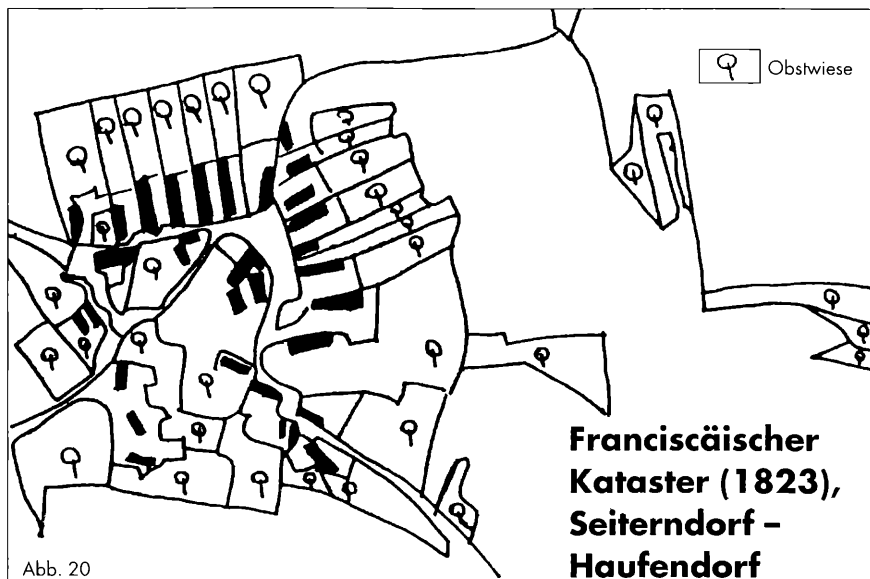 Obstwiese
Franciscäischer
Kataster (1823),
Seiterndorf –
Haufendorf
Abb. 20